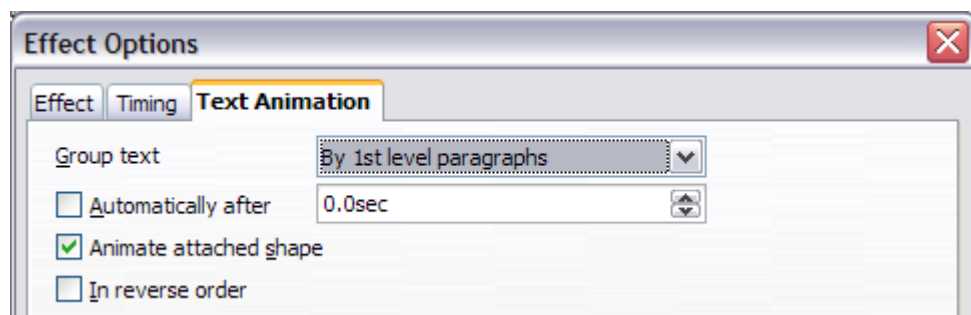 Effect Options
Effect Timing Text Animation
Group text By 1st level paragraphs
Automatically after 0.0sec
Animate attached shape
In reverse order